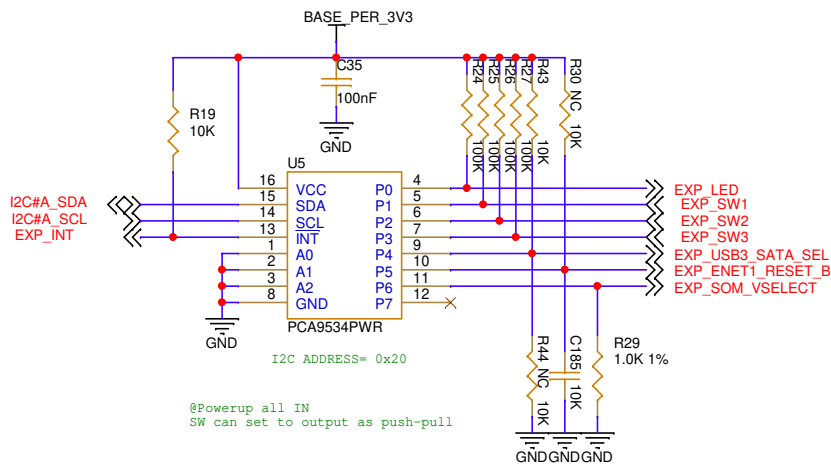 BASE_PER_3V3
C35
100nF
GND
R19
10K
R24
100K
R25
100K
R26
100K
R27
100K
R43
10K
R30 NC 10K
U5
I2C#A_SDA
I2C#A_SCL
EXP_INT
16 VCC P0 4 EXP_LED
15 SDA P1 5 EXP_SW1
14 SCL P2 6 EXP_SW2
13 INT P3 7 EXP_SW3
1 A0 P4 9 EXP_USB3_SATA_SEL
2 A1 P5 10 EXP_ENET1_RESET_B
3 A2 P6 11 EXP_SOM_VSELECT
8 GND P7 12
PCA9534PWR
GND
I2C ADDRESS= 0x20
R44 NC 10K
C185 10K
R29
1.0K 1%
@Powerup all IN
SW can set to output as push-pull
GND
GND
GND